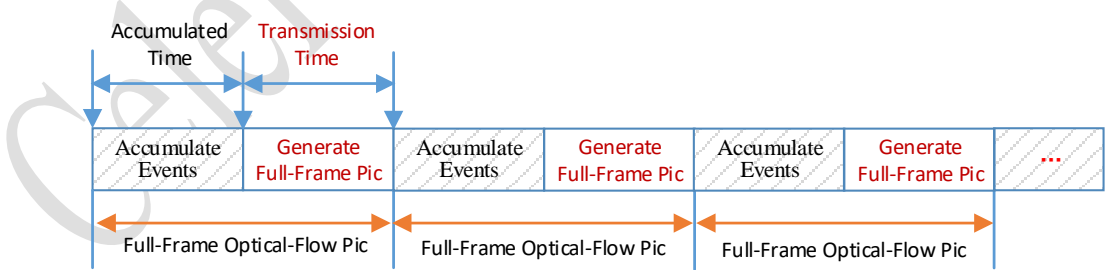 Accumulated
Time
Transmission
Time
Accumulate
Events
Generate
Full-Frame Pic
Accumulate
Events
Generate
Full-Frame Pic
Accumulate
Events
Generate
Full-Frame Pic
...
Full-Frame Optical-Flow Pic
Full-Frame Optical-Flow Pic
Full-Frame Optical-Flow Pic